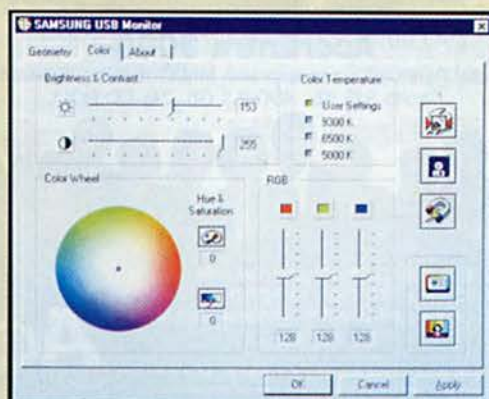 SAMSUNG USB Monitor
Geometry Color About
Brightness & Contrast
153
255
Color Temperature
User Settings
9300 K
6500 K
5000 K
Color Wheel
Hue &
Saturation
0
0
RGB
128 128 128
OK Cancel Apply